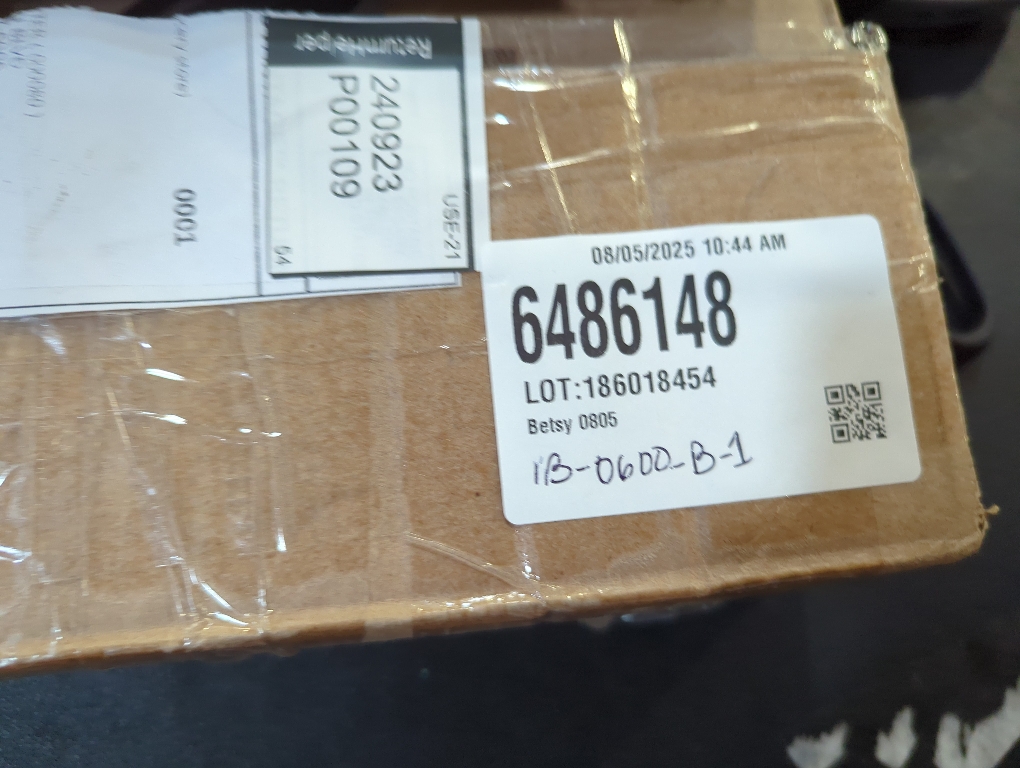 ReturnHelper
240923
P00109
USE-21
54
0001
08/05/2025 10:44 AM
6486148
LOT:186018454
Betsy 0805
1B-0600-B-1